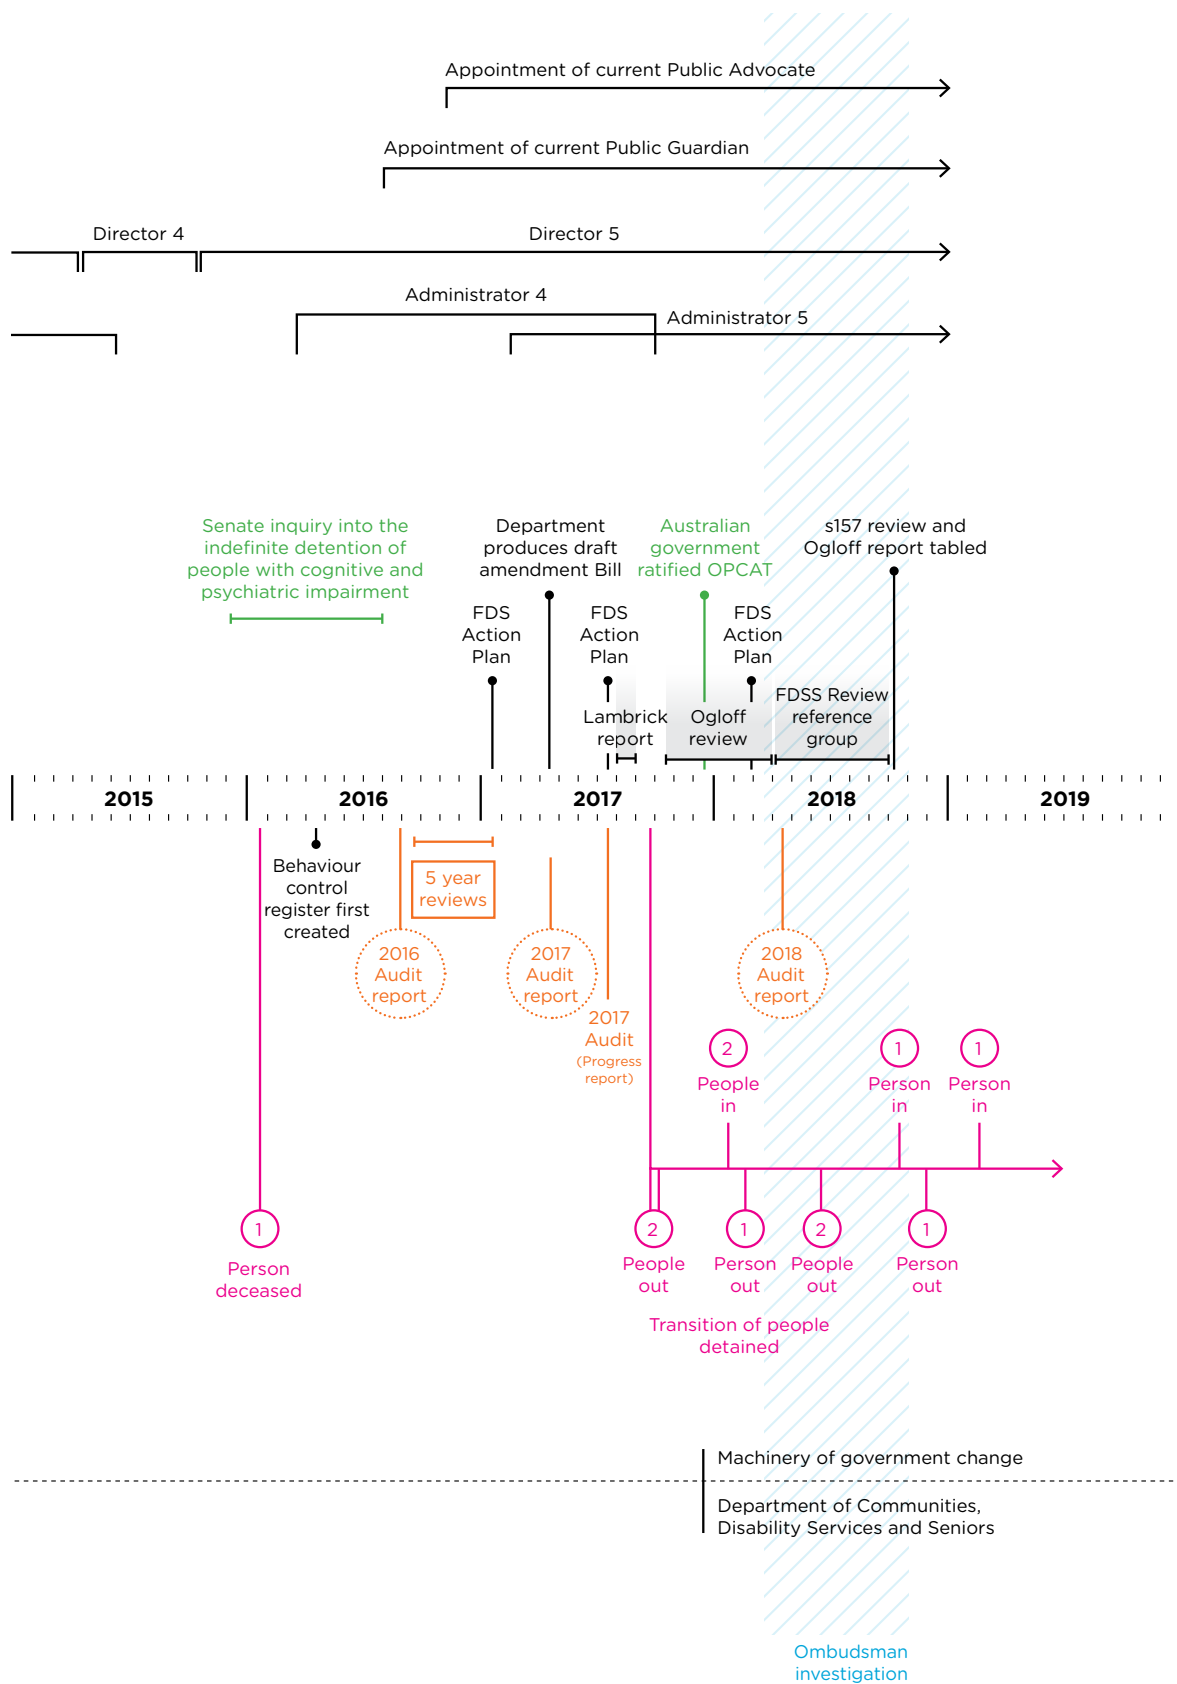 Appointment of current Public Advocate
Appointment of current Public Guardian
Director 4
Director 5
Administrator 4
Administrator 5
Senate inquiry into the
indefinite detention of
people with cognitive and
psychiatric impairment
Department
produces draft
amendment Bill
Australian
government
ratified OPCAT
s157 review and
Ogloff report tabled
FDS
Action
Plan
FDS
Action
Plan
FDS
Action
Plan
Lambrick
report
Ogloff
review
FDSS Review
reference
group
2015
2016
2017
2018
2019
Behaviour
control
register first
created
5 year
reviews
2016
Audit
report
2017
Audit
report
2017
Audit
(Progress
report)
2018
Audit
report
2
People
in
1
Person
in
1
Person
in
1
Person
deceased
2
People
out
1
Person
out
2
People
out
1
Person
out
Transition of people
detained
Machinery of government change
Department of Communities,
Disability Services and Seniors
Ombudsman
investigation